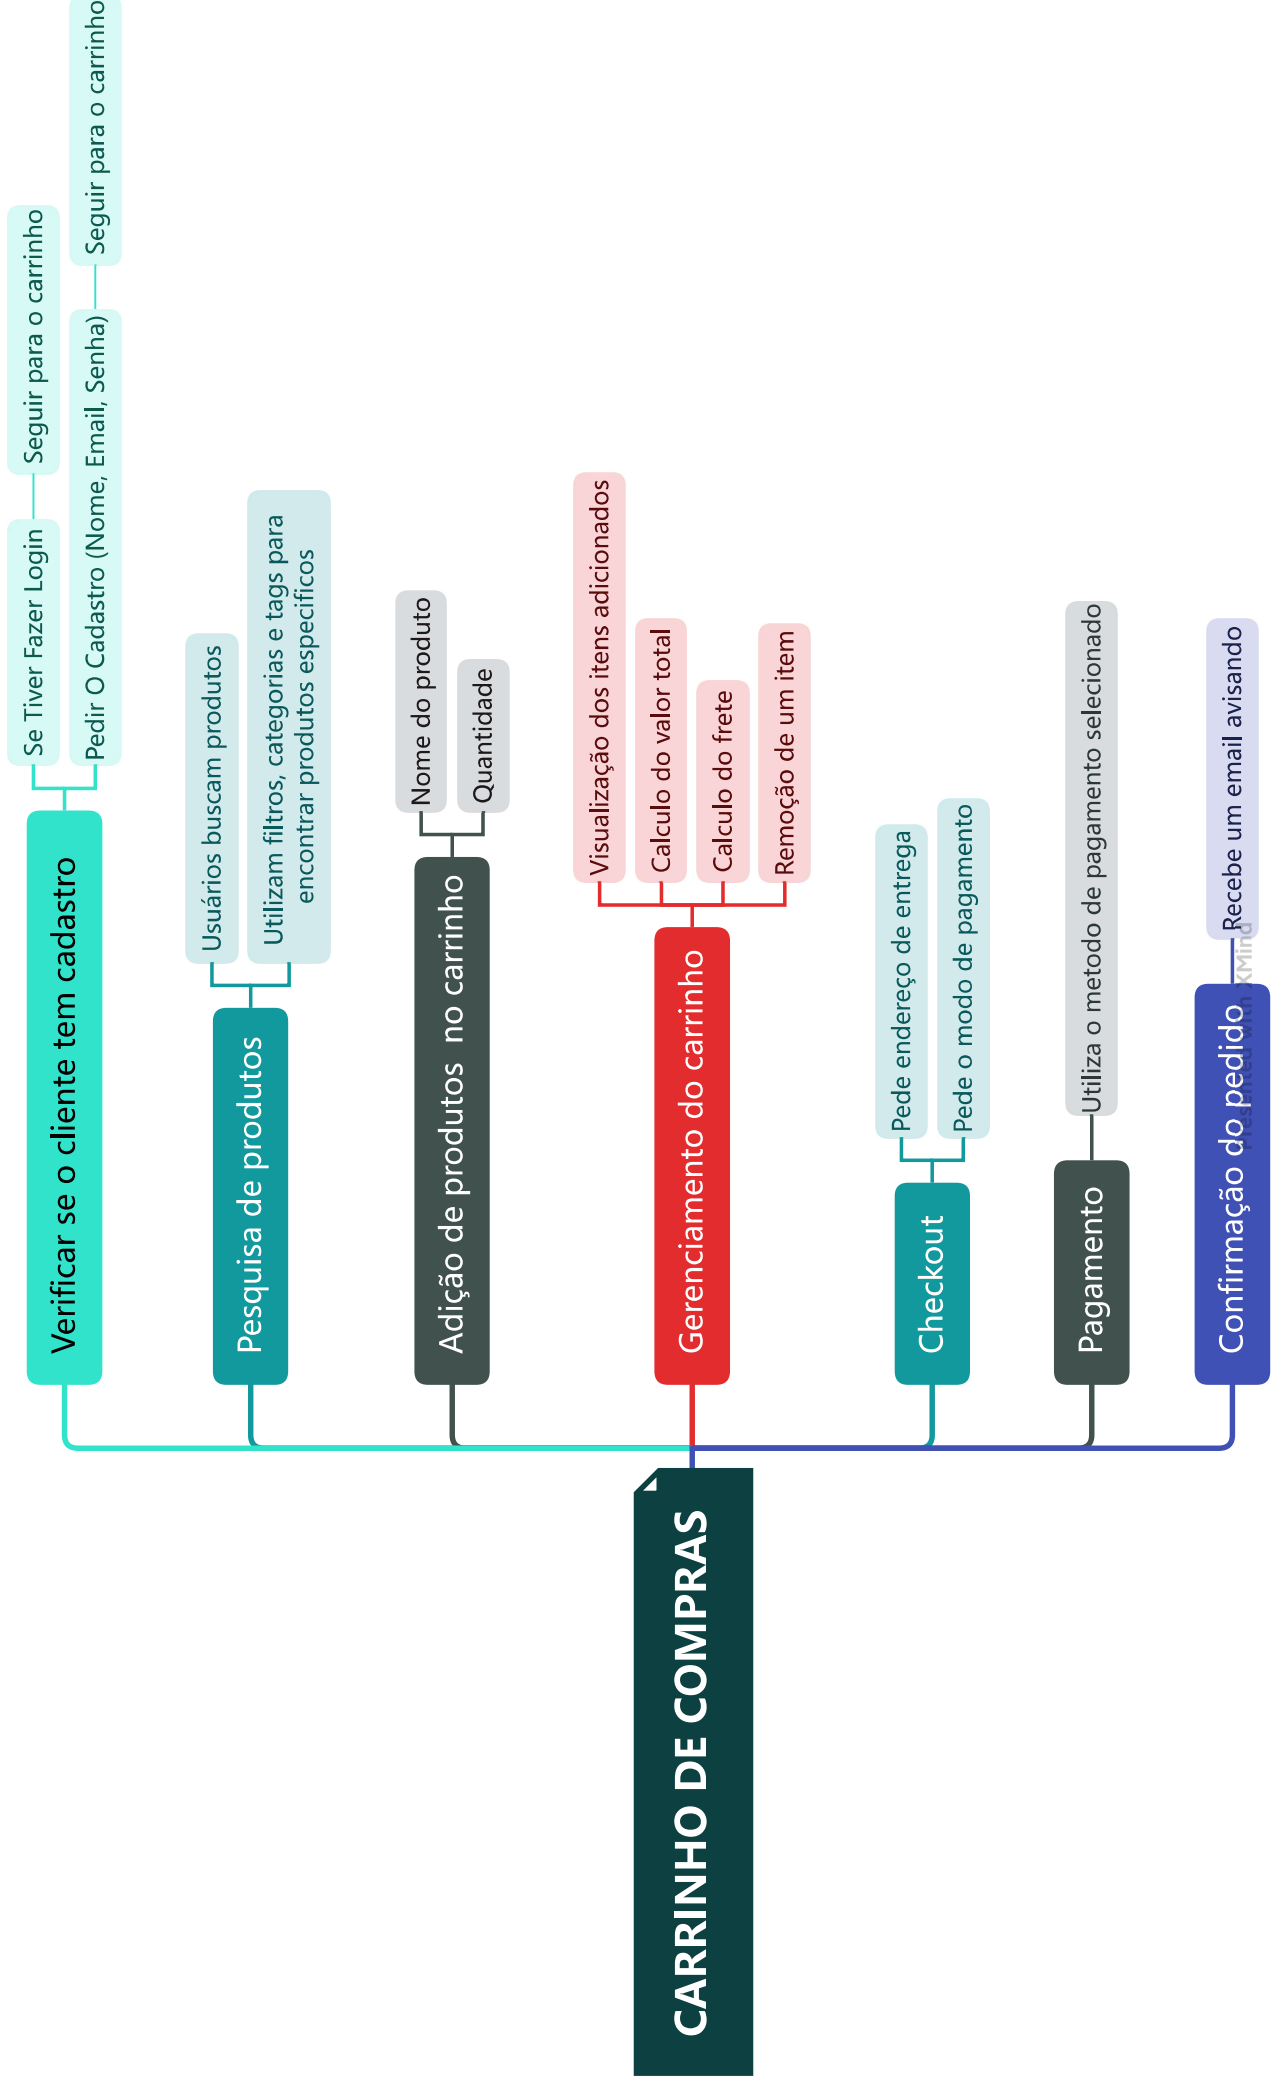 CARRINHO DE COMPRAS
Verificar se o cliente tem cadastro
Se Tiver Fazer Login
Seguir para o carrinho
Pedir O Cadastro (Nome, Email, Senha)
Seguir para o carrinho
Pesquisa de produtos
Usuários buscam produtos
Utilizam filtros, categorias e tags para
encontrar produtos especificos
Adição de produtos  no carrinho
Nome do produto
Quantidade
Gerenciamento do carrinho
Visualização dos itens adicionados
Calculo do valor total
Calculo do frete
Remoção de um item
Checkout
Pede endereço de entrega
Pede o modo de pagamento
Pagamento
Utiliza o metodo de pagamento selecionado
Confirmação do pedido
Recebe um email avisando
Presented with XMind